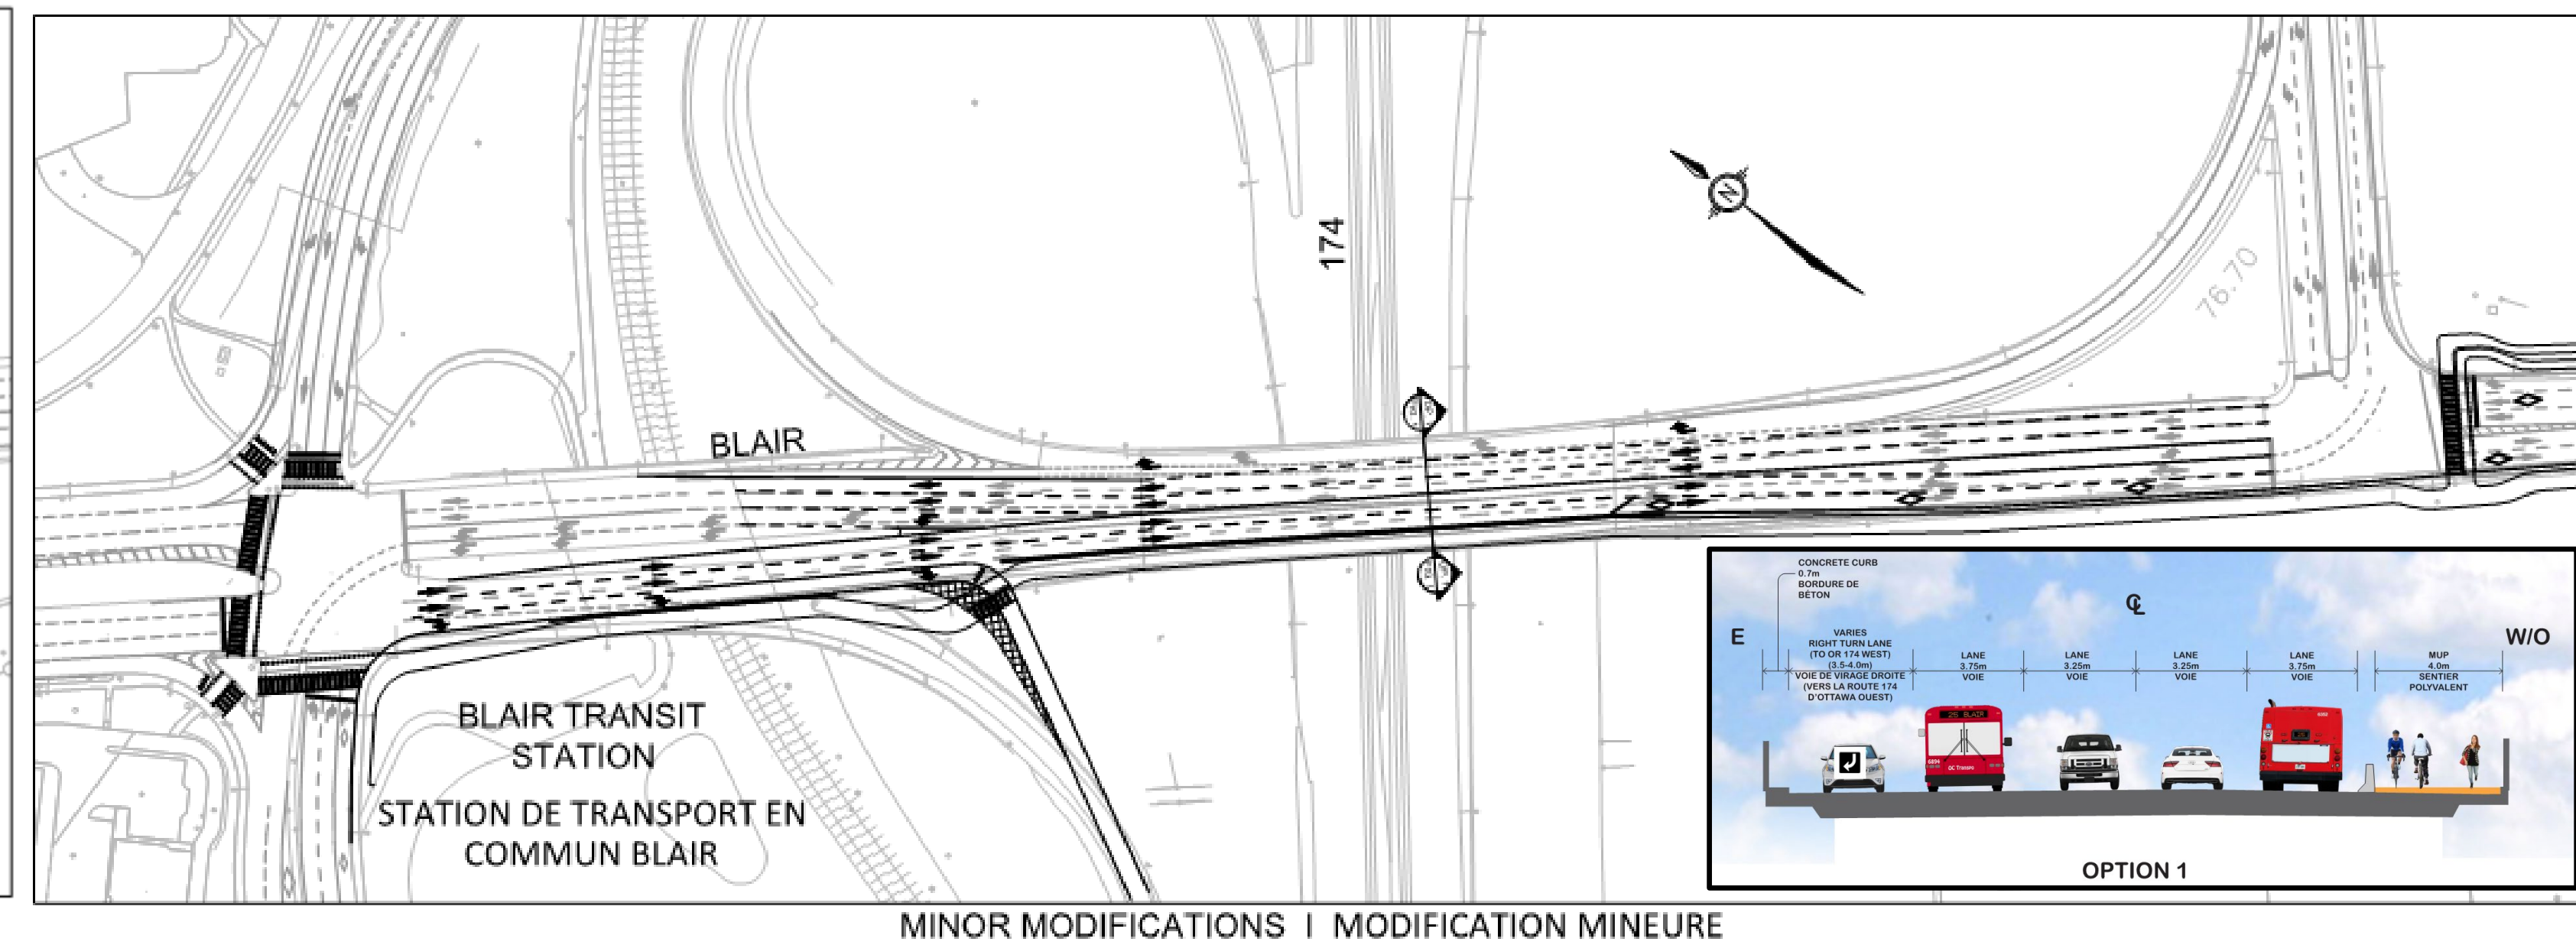 174
N
76.70
BLAIR
BLAIR TRANSIT
STATION
STATION DE TRANSPORT EN
COMMUN BLAIR
CONCRETE CURB
0.7m
BORDURE DE
BÉTON
E
VARIES
RIGHT TURN LANE
(TO OR 174 WEST)
(3.5-4.0m)
VOIE DE VIRAGE DROITE
(VERS LA ROUTE 174
D'OTTAWA OUEST)
LANE
3.75m
VOIE
LANE
3.25m
VOIE
CL
LANE
3.25m
VOIE
LANE
3.75m
VOIE
W/O
MUP
4.0m
SENTIER
POLYVALENT
OC Transpo
OPTION 1
MINOR MODIFICATIONS | MODIFICATION MINEURE